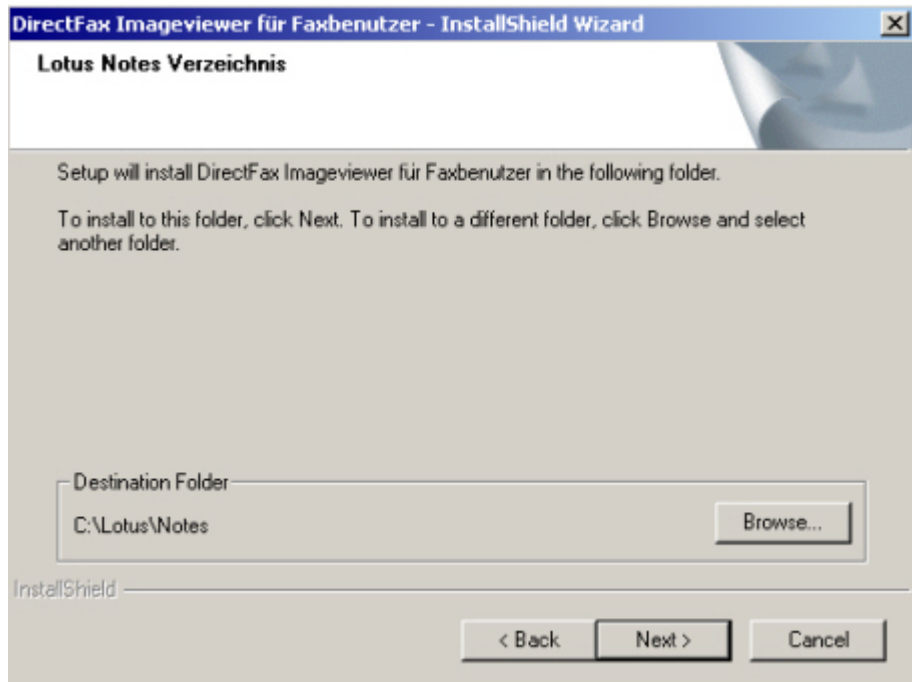 DirectFax Imageviewer für Faxbenutzer - InstallShield Wizard
Lotus Notes Verzeichnis
Setup will install DirectFax Imageviewer für Faxbenutzer in the following folder.
To install to this folder, click Next. To install to a different folder, click Browse and select
another folder.
Destination Folder
C:\Lotus\Notes
Browse...
InstallShield
< Back
Next >
Cancel